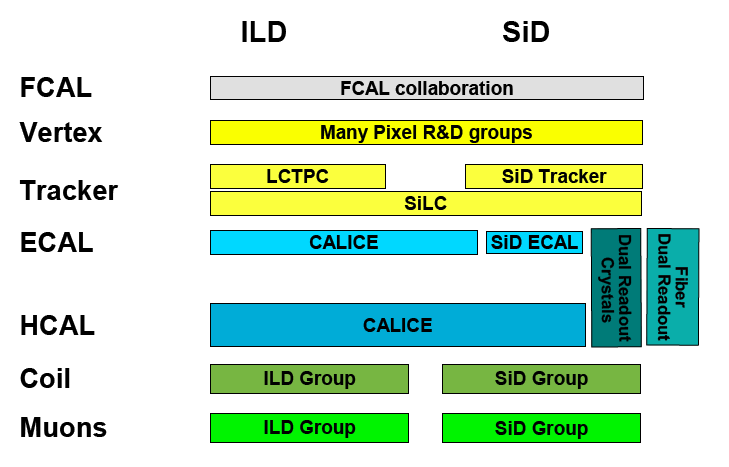 ILD SiD
FCAL FCAL collaboration
Vertex Many Pixel R&D groups
LCTPC SiD Tracker
Tracker
SiLC
ECAL CALICE SiD ECAL
Dual Readout
Crystals
Fiber
Dual Readout
HCAL CALICE
Coil ILD Group SiD Group
Muons ILD Group SiD Group